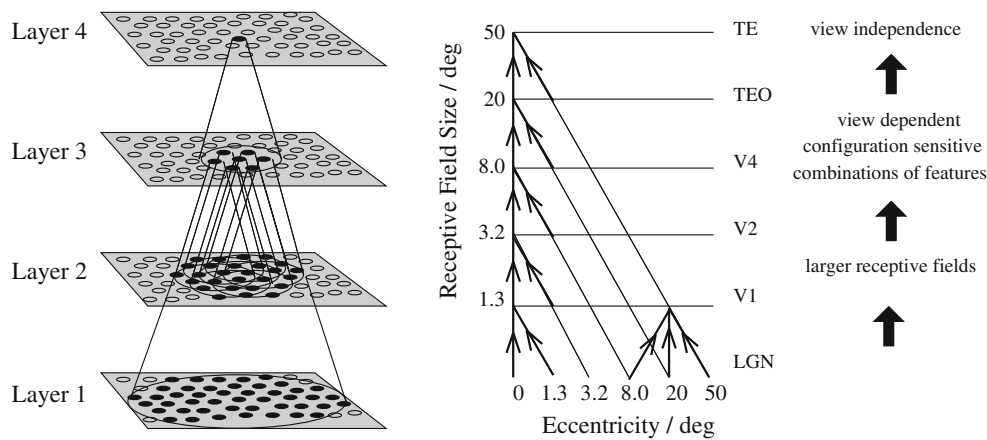 Layer 4
Layer 3
Layer 2
Layer 1
Receptive Field Size / deg
50
20
8.0
3.2
1.3
TE
TEO
V4
V2
V1
LGN
0 1.3 3.2 8.0 20 50
Eccentricity / deg
view independence
view dependent
configuration sensitive
combinations of features
larger receptive fields